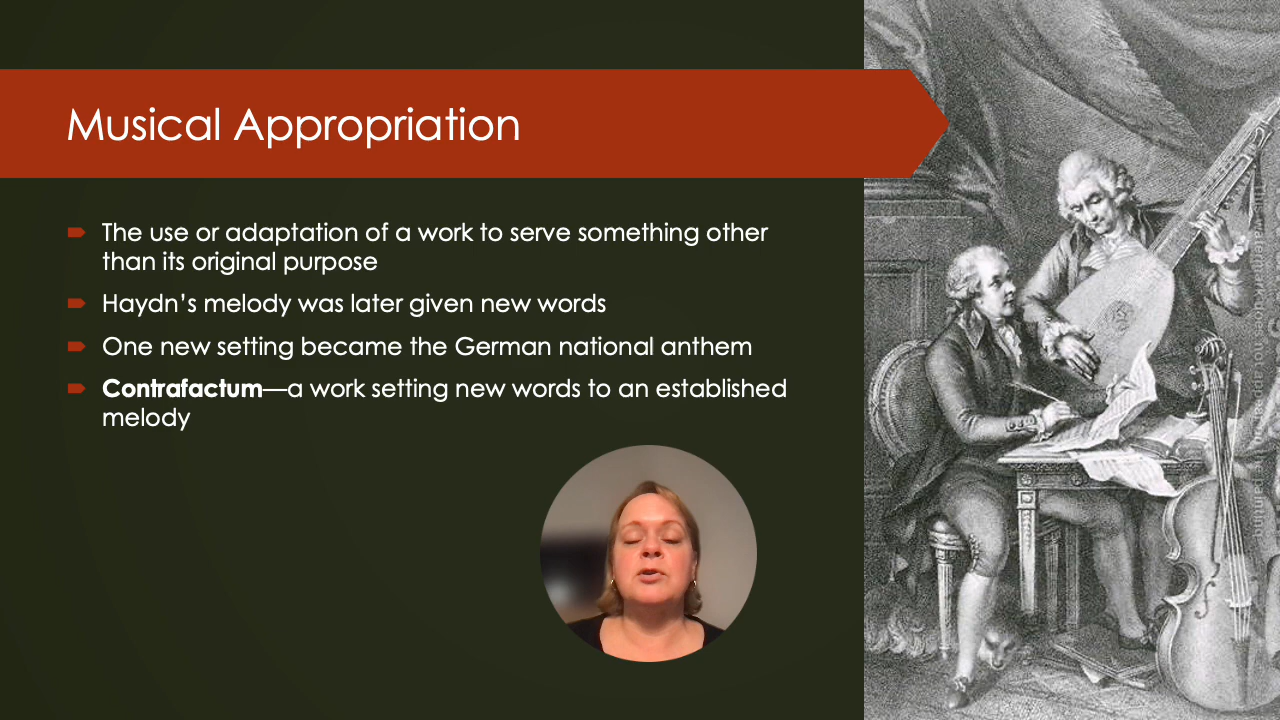 Musical Appropriation
The use or adaptation of a work to serve something other
than its original purpose
Haydn’s melody was later given new words
One new setting became the German national anthem
Contrafactum—a work setting new words to an established
melody